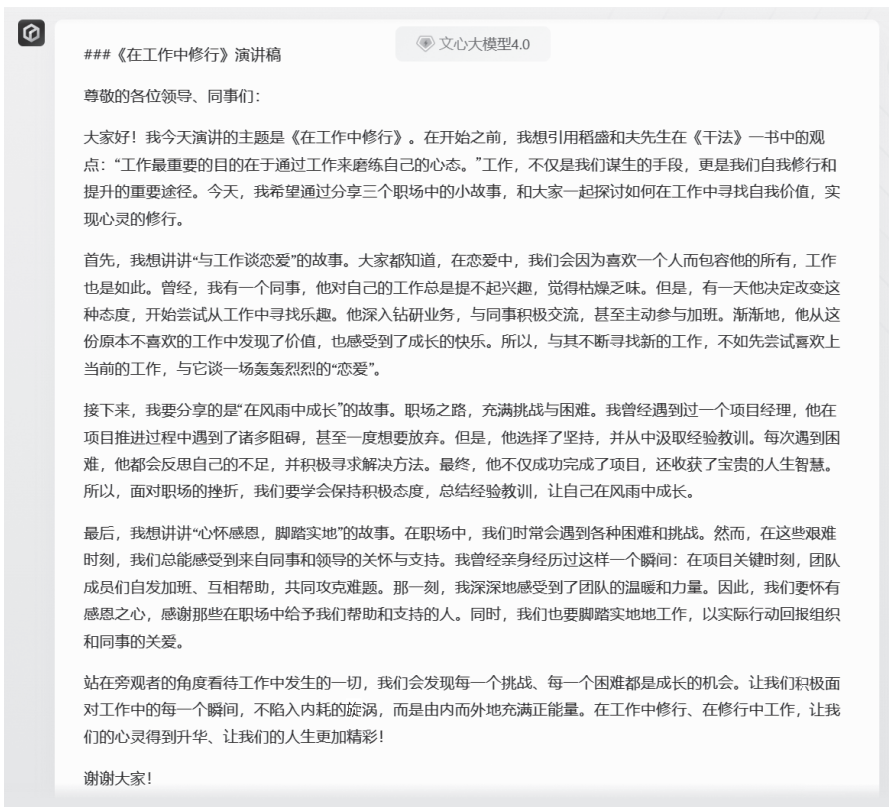 文心大模型4.0
###《在工作中修行》演讲稿
尊敬的各位领导、同事们：
大家好！我今天演讲的主题是《在工作中修行》。在开始之前，我想引用稻盛和夫先生在《干法》一书中的观
点：“工作最重要的目的在于通过工作来磨练自己的心态。”工作，不仅是我们谋生的手段，更是我们自我修行和
提升的重要途径。今天，我希望通过分享三个职场中的小故事，和大家一起探讨如何在工作中寻找自我价值，实
现心灵的修行。
首先，我想讲讲“与工作谈恋爱”的故事。大家都知道，在恋爱中，我们会因为喜欢一个人而包容他的所有，工作
也是如此。曾经，我有一个同事，他对自己的工作总是提不起兴趣，觉得枯燥乏味。但是，有一天他决定改变这
种态度，开始尝试从工作中寻找乐趣。他深入钻研业务，与同事积极交流，甚至主动参与加班。渐渐地，他从这
份原本不喜欢的工作中发现了价值，也感受到了成长的快乐。所以，与其不断寻找新的工作，不如先尝试喜欢上
当前的工作，与它谈一场轰轰烈烈的“恋爱”。
接下来，我要分享的是“在风雨中成长”的故事。职场之路，充满挑战与困难。我曾经遇到过一个项目经理，他在
项目推进过程中遇到了诸多阻碍，甚至一度想要放弃。但是，他选择了坚持，并从中汲取经验教训。每次遇到困
难，他都会反思自己的不足，并积极寻求解决方法。最终，他不仅成功完成了项目，还收获了宝贵的人生智慧。
所以，面对职场的挫折，我们要学会保持积极态度，总结经验教训，让自己在风雨中成长。
最后，我想讲讲“心怀感恩，脚踏实地”的故事。在职场中，我们时常会遇到各种困难和挑战。然而，在这些艰难
时刻，我们总能感受到来自同事和领导的关怀与支持。我曾经亲身经历过这样一个瞬间：在项目关键时刻，团队
成员们自发加班、互相帮助，共同攻克难题。那一刻，我深深地感受到了团队的温暖和力量。因此，我们要怀有
感恩之心，感谢那些在职场中给予我们帮助和支持的人。同时，我们也要脚踏实地地工作，以实际行动回报组织
和同事的关爱。
站在旁观者的角度看待工作中发生的一切，我们会发现每一个挑战、每一个困难都是成长的机会。让我们积极面
对工作中的每一个瞬间，不陷入内耗的旋涡，而是由内而外地充满正能量。在工作中修行、在修行中工作，让我
们的心灵得到升华、让我们的人生更加精彩！
谢谢大家！